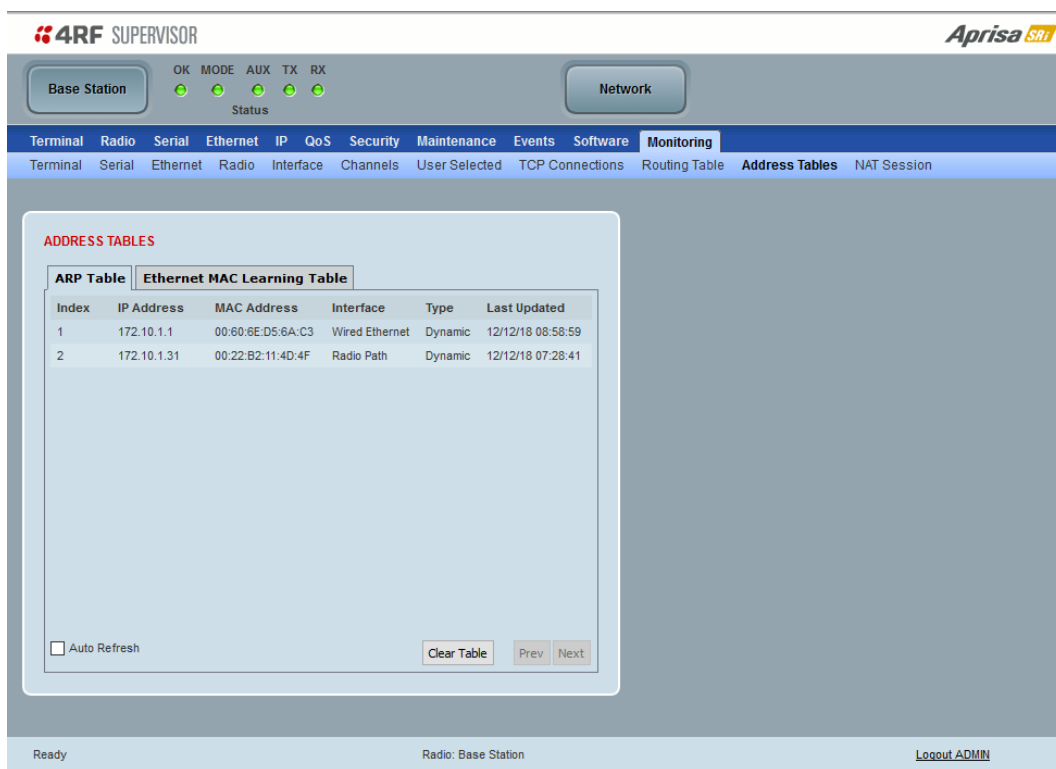 4RF SUPERVISOR
Aprisa SRi
Base Station
OK MODE AUX TX RX
Status
Network
Terminal Radio Serial Ethernet IP QoS Security Maintenance Events Software Monitoring
Terminal Serial Ethernet Radio Interface Channels User Selected TCP Connections Routing Table Address Tables NAT Session
ADDRESS TABLES
ARP Table Ethernet MAC Learning Table
Index IP Address MAC Address Interface Type Last Updated
1 172.10.1.1 00:60:6E:D5:6A:C3 Wired Ethernet Dynamic 12/12/18 08:58:59
2 172.10.1.31 00:22:B2:11:4D:4F Radio Path Dynamic 12/12/18 07:28:41
Auto Refresh
Clear Table Prev Next
Ready Radio: Base Station Logout ADMIN